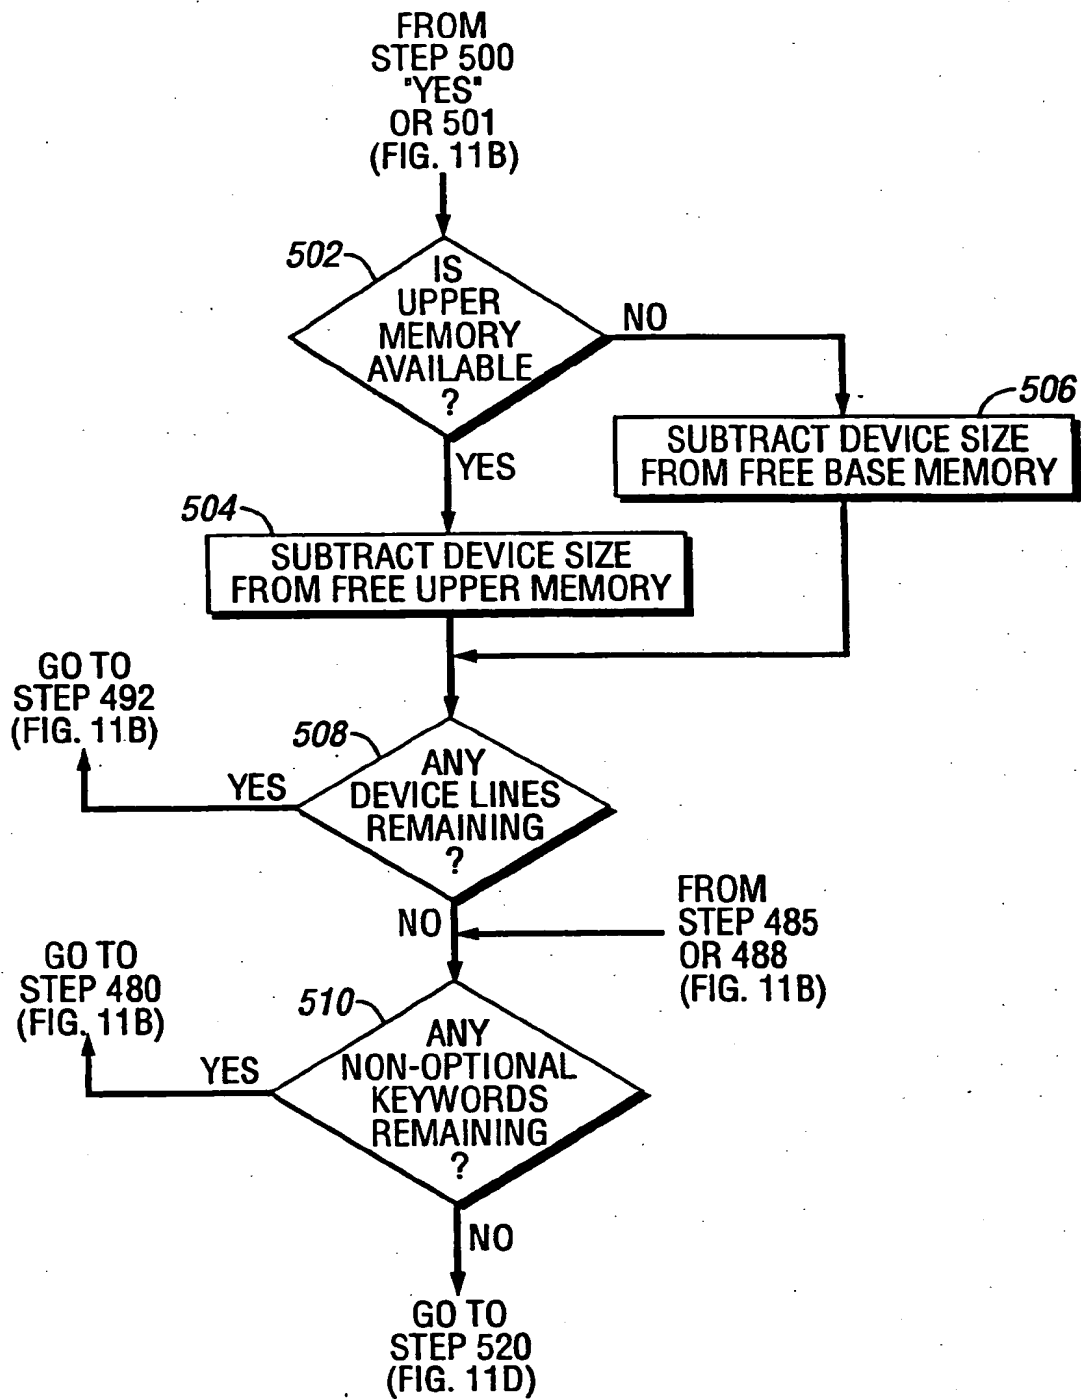 FROM
STEP 500
"YES"
OR 501
(FIG. 11B)
502
IS
UPPER
MEMORY
AVAILABLE
?
NO
YES
506
SUBTRACT DEVICE SIZE
FROM FREE BASE MEMORY
504
SUBTRACT DEVICE SIZE
FROM FREE UPPER MEMORY
GO TO
STEP 492
(FIG. 11B)
YES
508
ANY
DEVICE LINES
REMAINING
?
NO
FROM
STEP 485
OR 488
(FIG. 11B)
GO TO
STEP 480
(FIG. 11B)
YES
510
ANY
NON-OPTIONAL
KEYWORDS
REMAINING
?
NO
GO TO
STEP 520
(FIG. 11D)